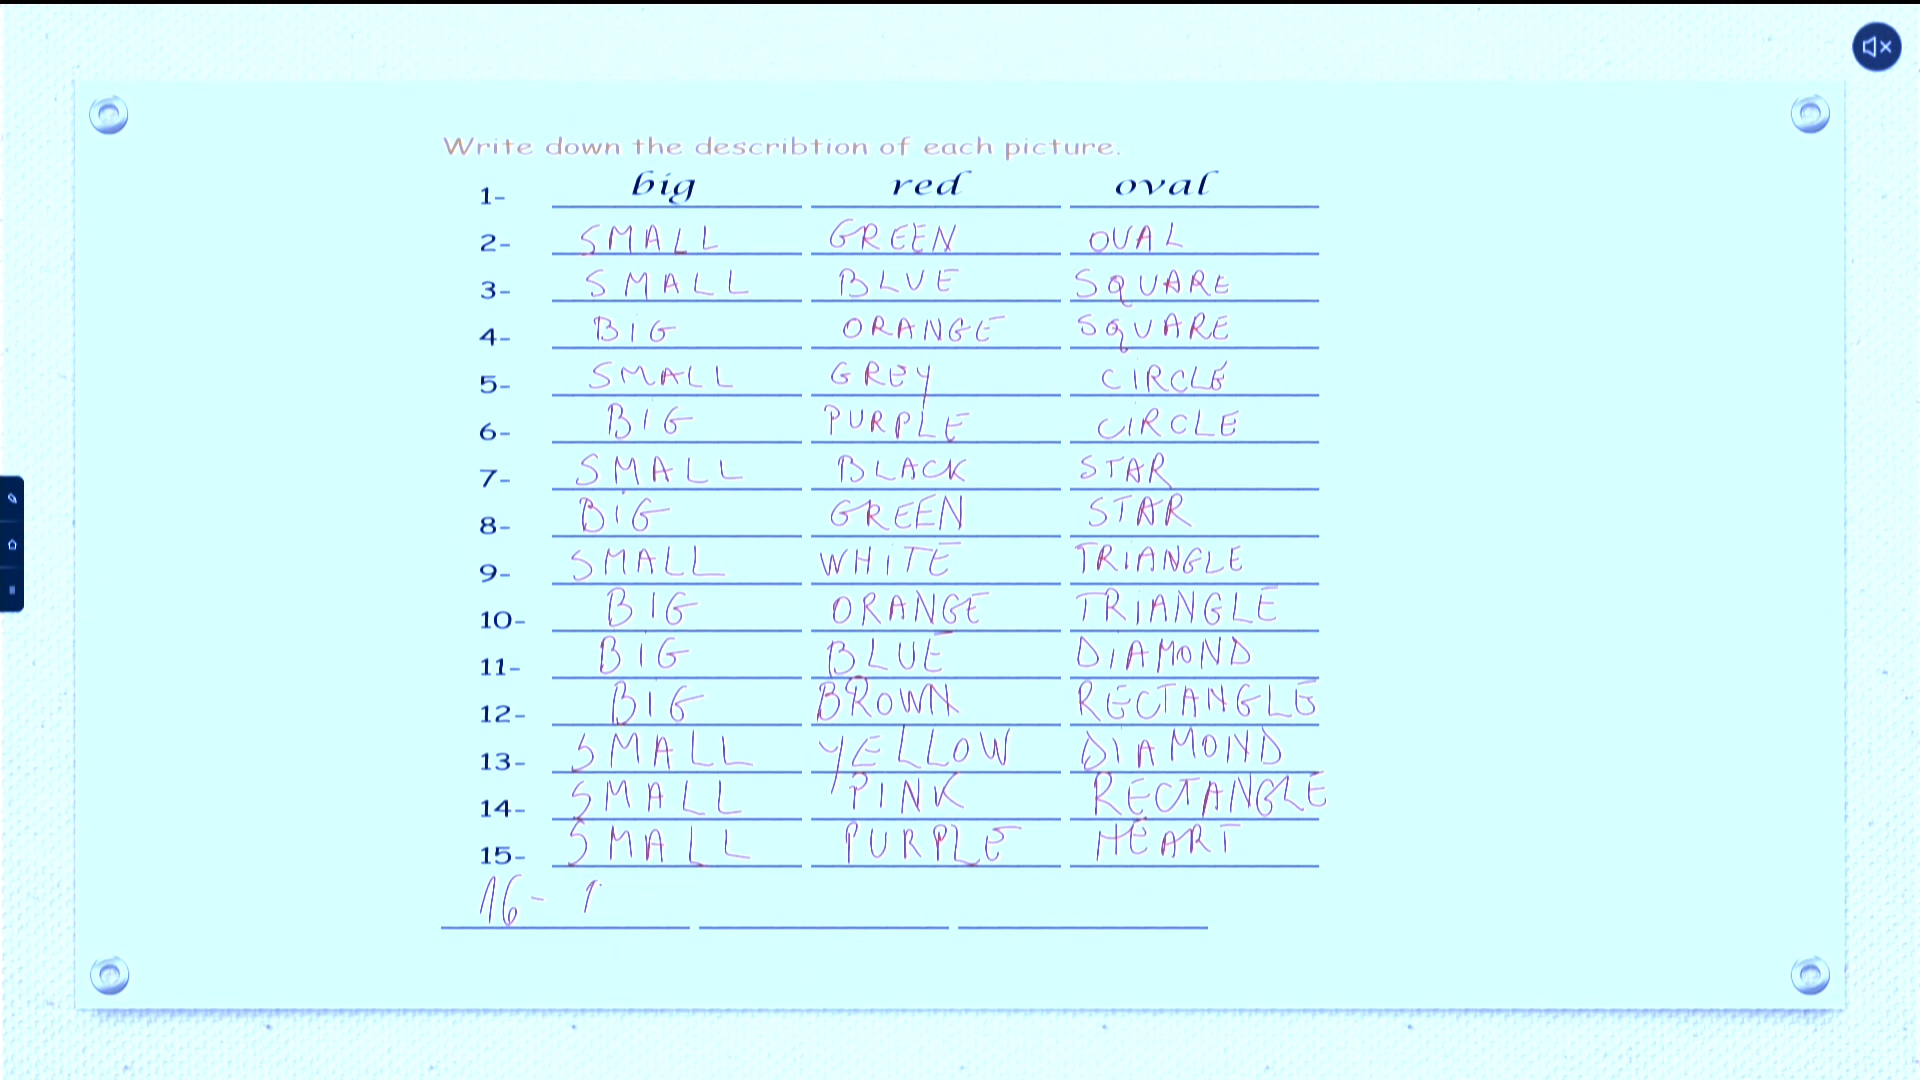 Write down the describtion of each picture.
1- big red oval
2- SMALL GREEN OVAL
3- SMALL BLUE SQUARE
4- BIG ORANGE SQUARE
5- SMALL GREY CIRCLE
6- BIG PURPLE CIRCLE
7- SMALL BLACK STAR
8- BIG GREEN STAR
9- SMALL WHITE TRIANGLE
10- BIG ORANGE TRIANGLE
11- BIG BLUE DIAMOND
12- BIG BROWN RECTANGLE
13- SMALL YELLOW DIAMOND
14- SMALL PINK RECTANGLE
15- SMALL PURPLE HEART
16-